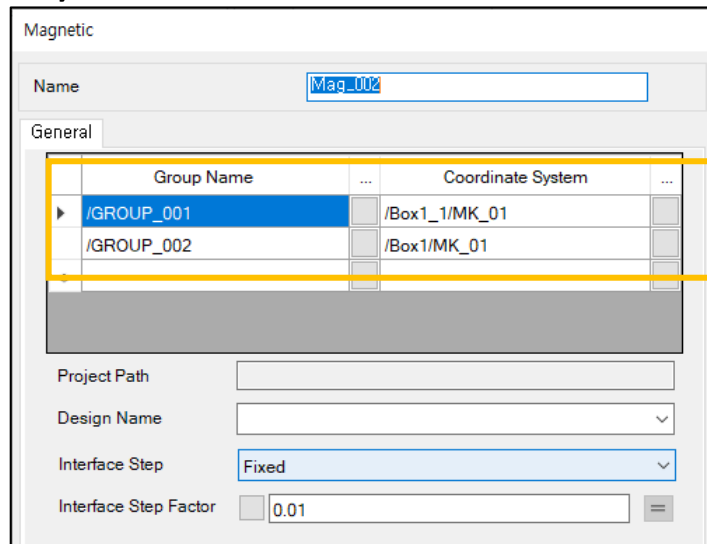 Magnetic
Name Mag_002
General
Group Name ... Coordinate System ...
/GROUP_001 /Box1_1/MK_01
/GROUP_002 /Box1/MK_01
Project Path
Design Name
Interface Step Fixed
Interface Step Factor 0.01 =